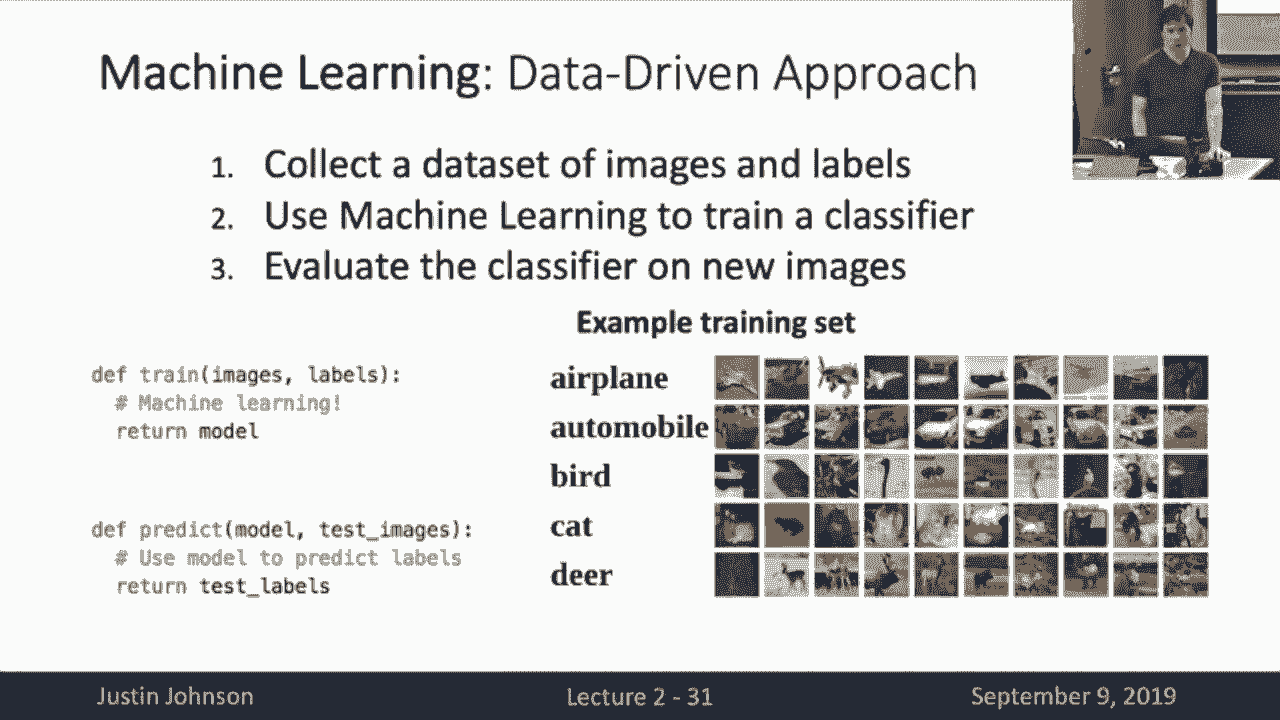 Machine Learning: Data-Driven Approach
1. Collect a dataset of images and labels
2. Use Machine Learning to train a classifier
3. Evaluate the classifier on new images
Example training set
def train(images, labels):
# Machine learning!
return model
def predict(model, test_images):
# Use model to predict labels
return test_labels
airplane
automobile
bird
cat
deer
Justin Johnson
Lecture 2 - 31
September 9, 2019